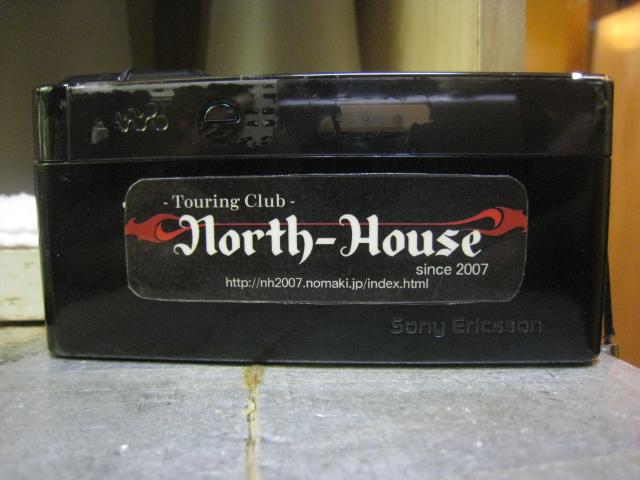 - Touring Club -
North-House
since 2007
http://nh2007.nomaki.jp/index.html
Sony Ericsson